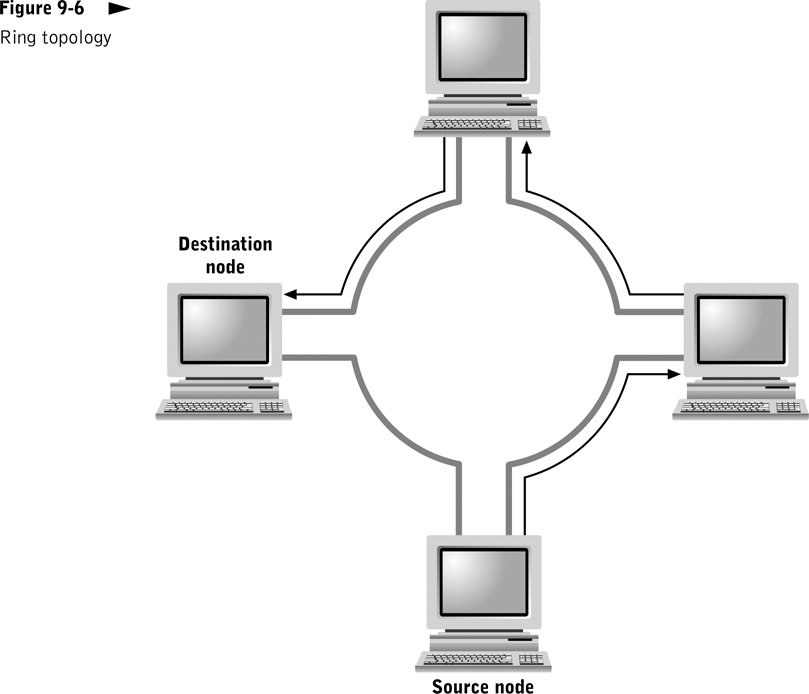 Figure 9-6
Ring topology
Destination
node
Source node